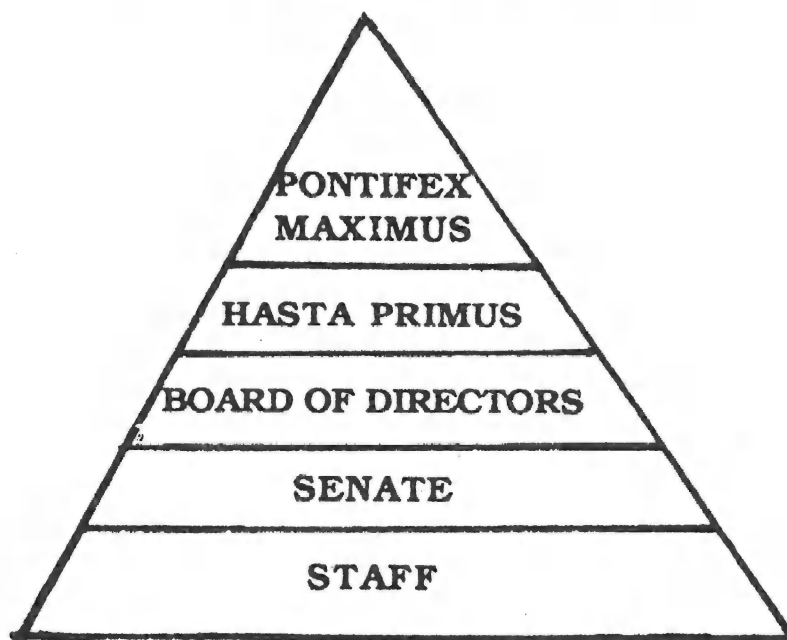 PONTIFEX
MAXIMUS
HASTA PRIMUS
BOARD OF DIRECTORS
SENATE
STAFF